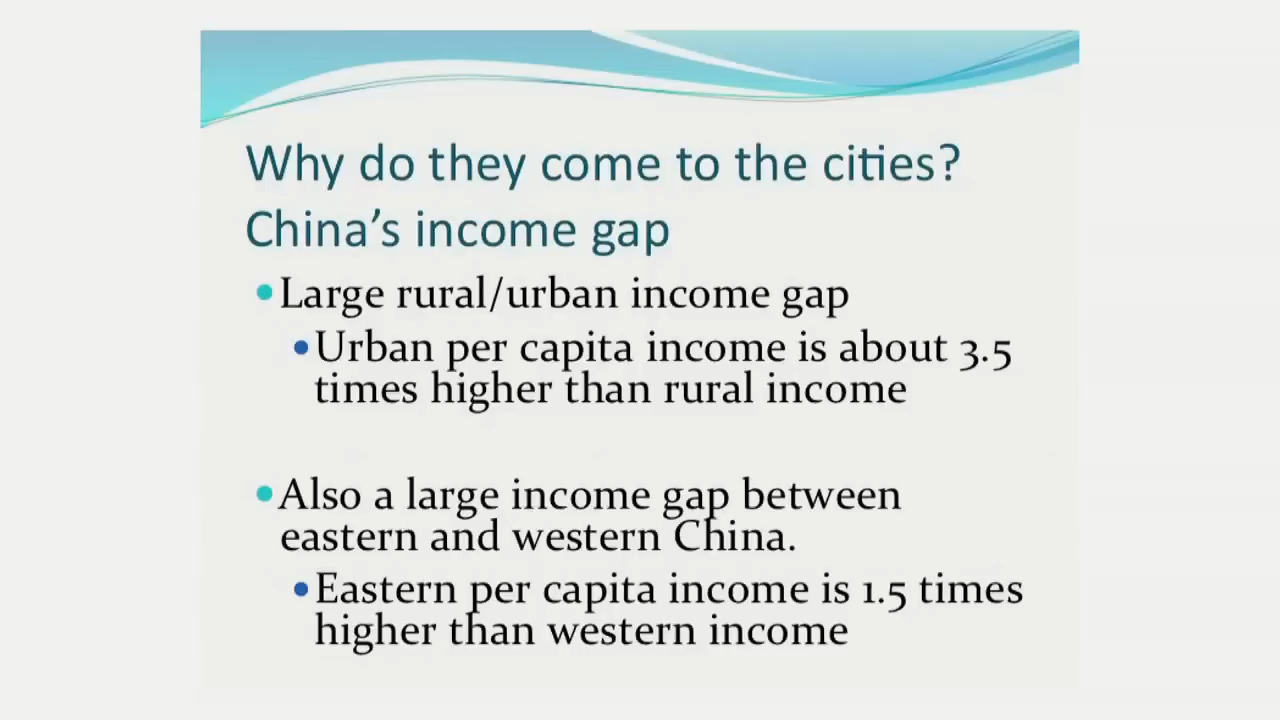 Why do they come to the cities?
China's income gap
•Large rural/urban income gap
•Urban per capita income is about 3.5
times higher than rural income
•Also a large income gap between
eastern and western China.
•Eastern per capita income is 1.5 times
higher than western income